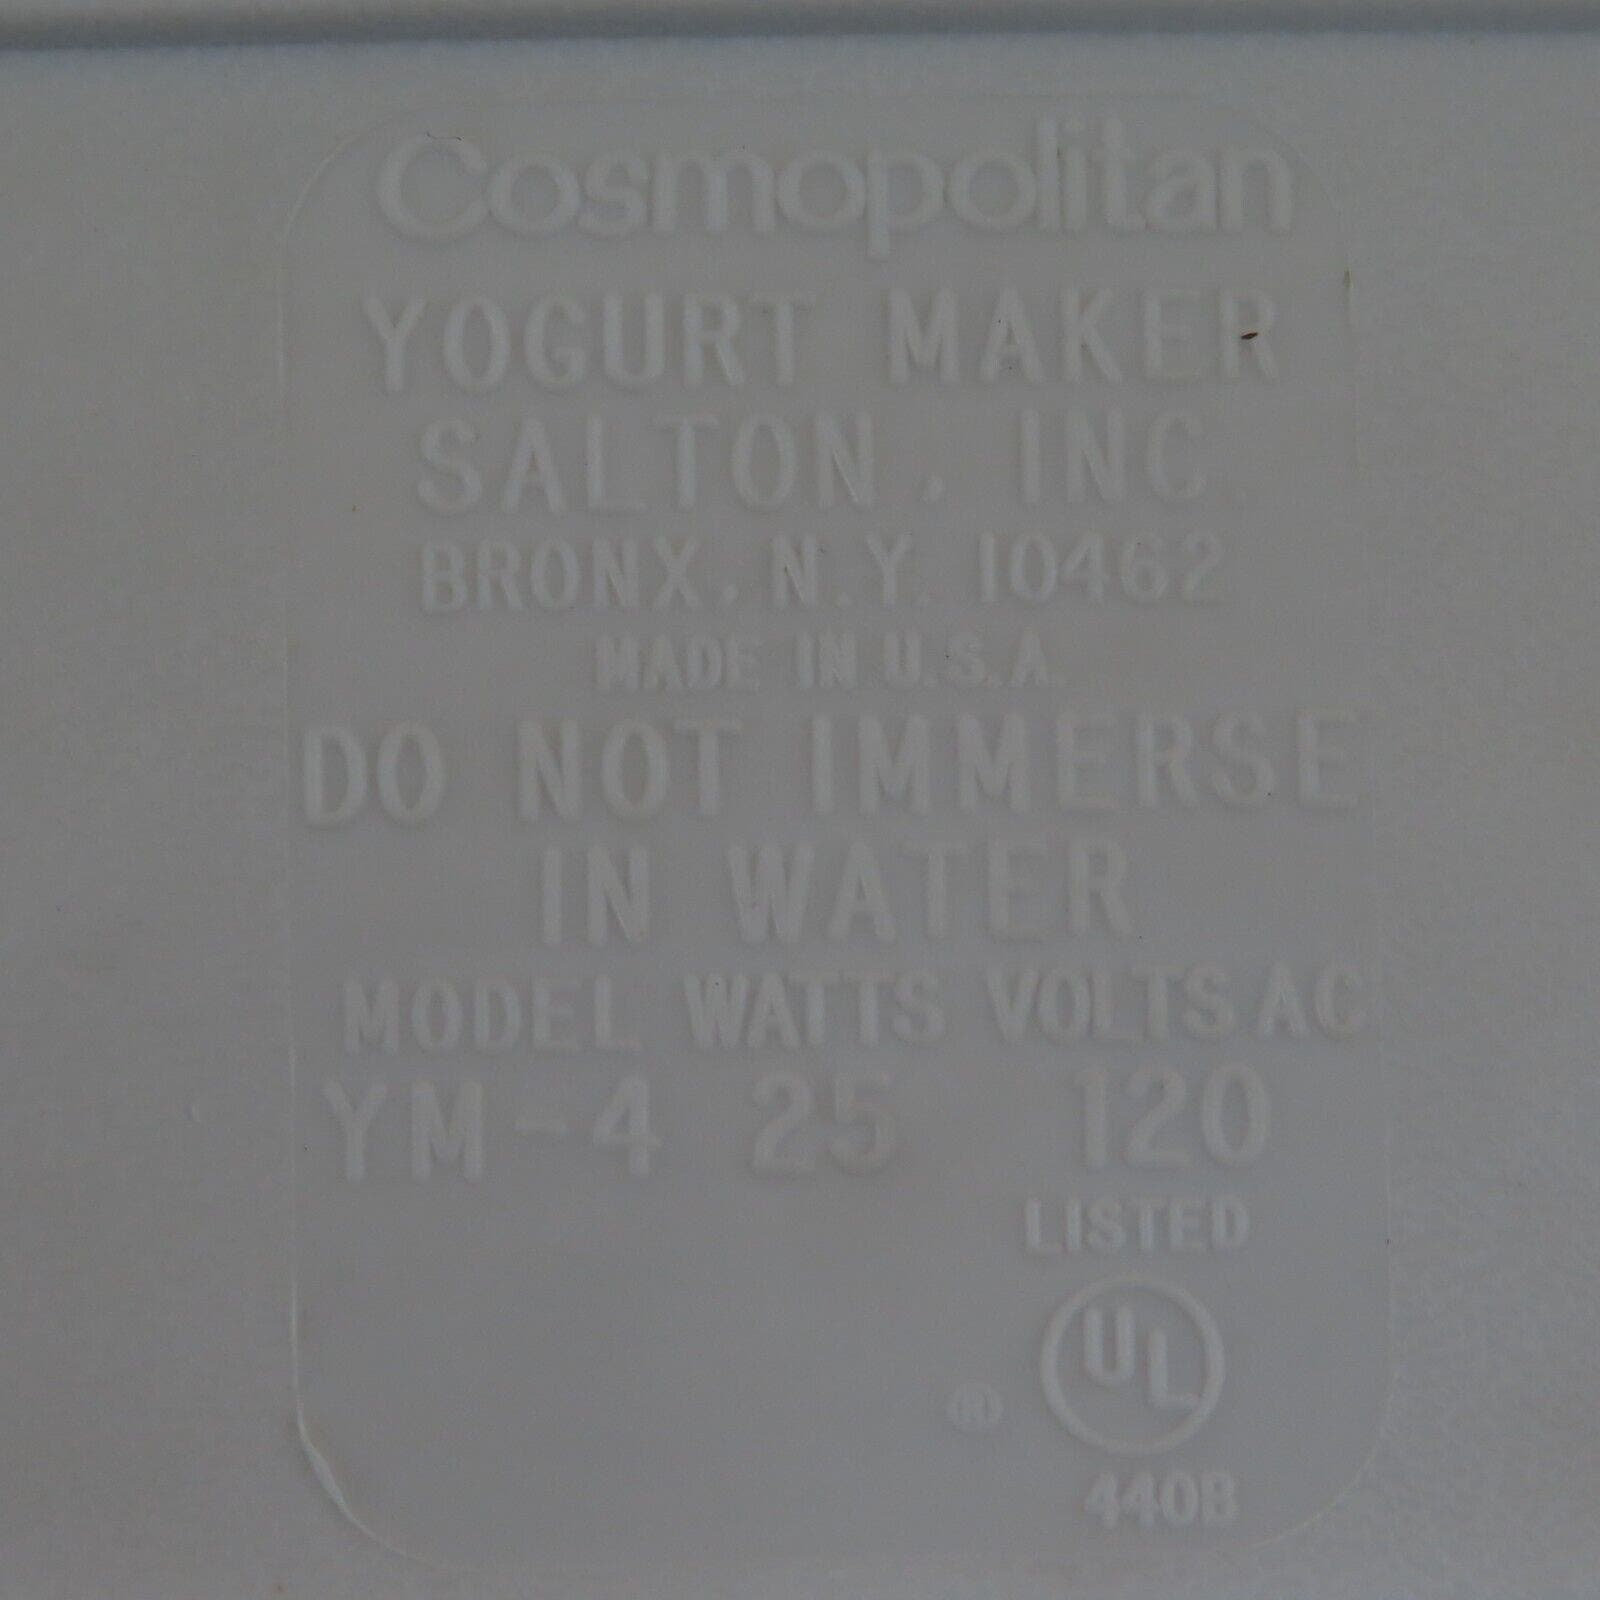 Cosmopolitan
YOGURT MAKER
SALTON, INC.
BRONX, N.Y. 10462
MADE IN U.S.A.
DO NOT IMMERSE
IN WATER
MODEL WATTS VOLTS AC
YM-4 25 120
LISTED
UL
®
440B